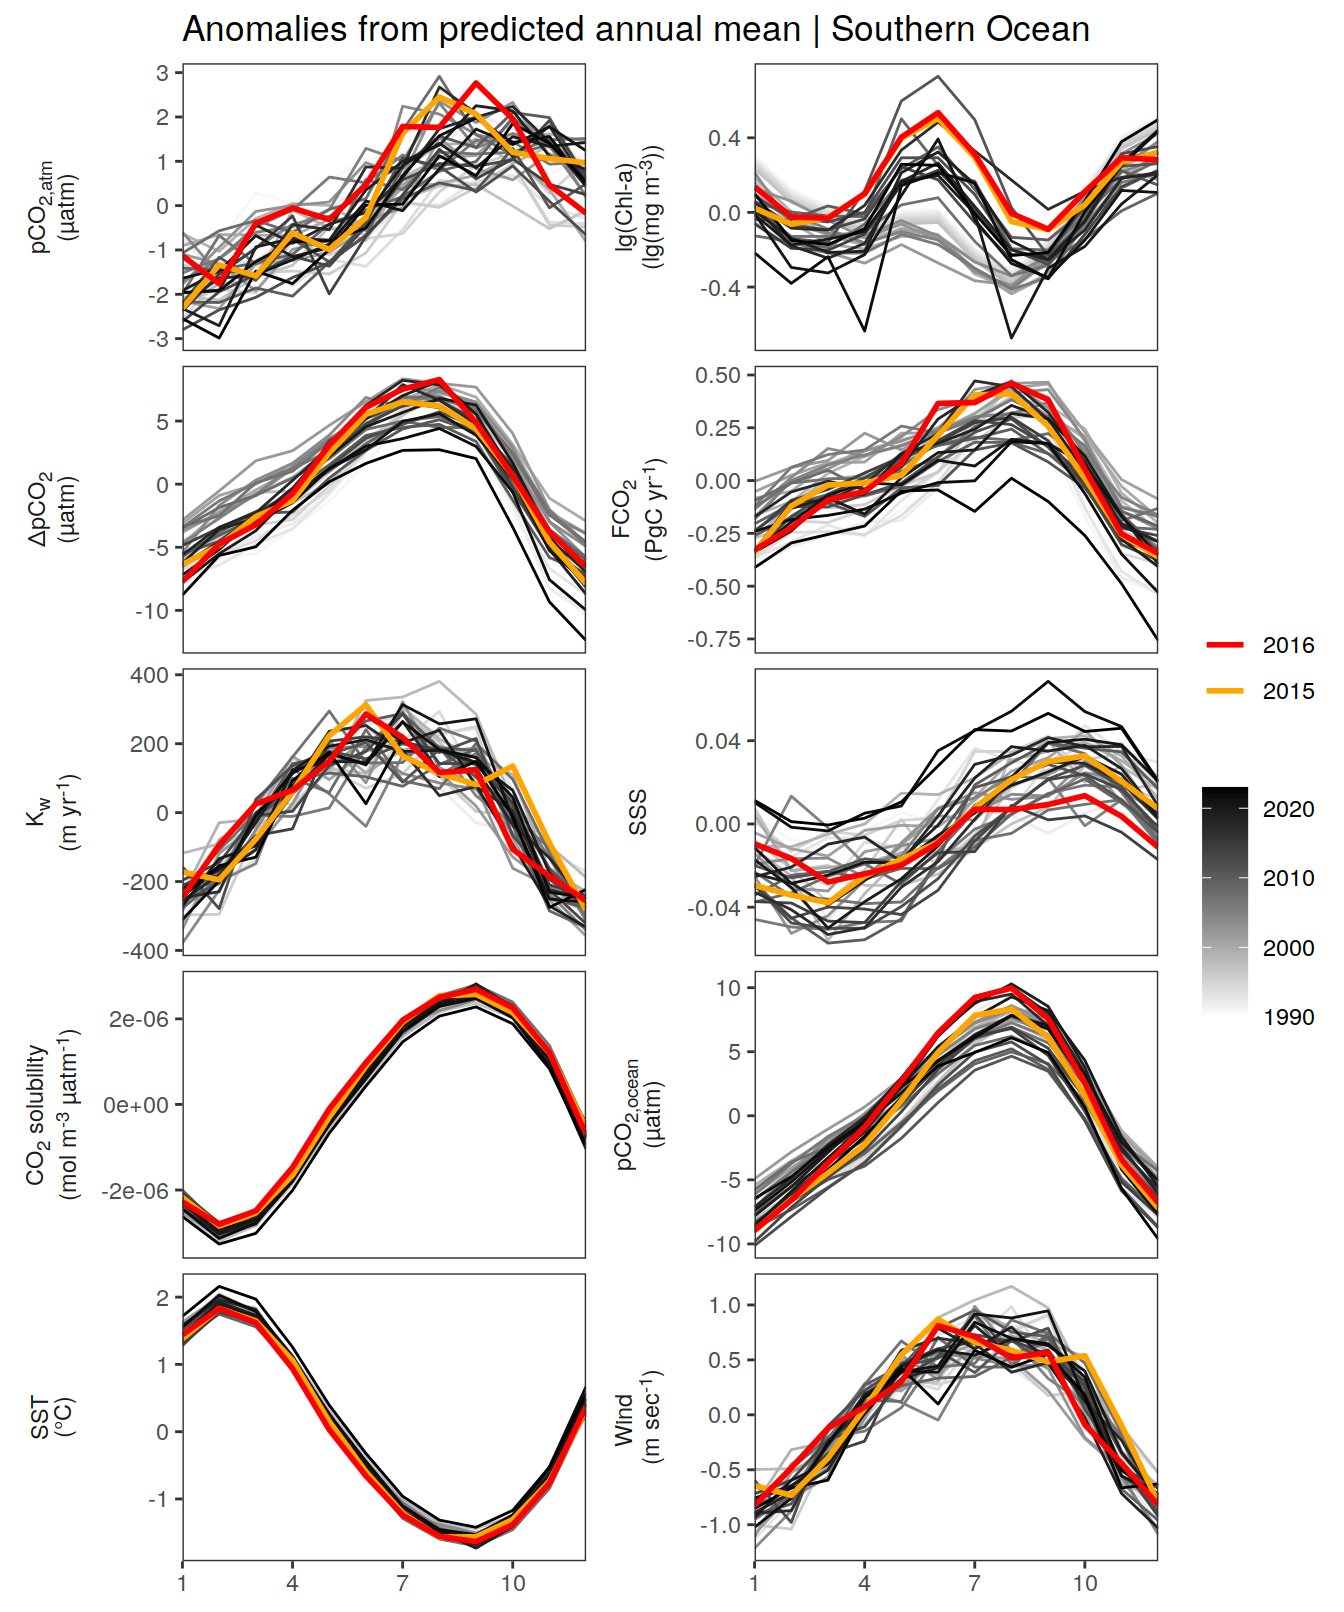 Anomalies from predicted annual mean | Southern Ocean
pCO2,atm
(µatm)
3
2
1
0
-1
-2
-3
lg(Chl-a)
(lg(mg m-3))
0.4
0.0
-0.4
ΔpCO2
(µatm)
5
0
-5
-10
FCO2
(PgC yr-1)
0.50
0.25
0.00
-0.25
-0.50
-0.75
Kw
(m yr-1)
400
200
0
-200
-400
SSS
0.04
0.00
-0.04
CO2 solubility
(mol m-3 µatm-1)
2e-06
0e+00
-2e-06
pCO2,ocean
(µatm)
10
5
0
-5
-10
SST
(°C)
2
1
0
-1
1 4 7 10
Wind
(m sec-1)
1.0
0.5
0.0
-0.5
-1.0
1 4 7 10
2016
2015
2020
2010
2000
1990